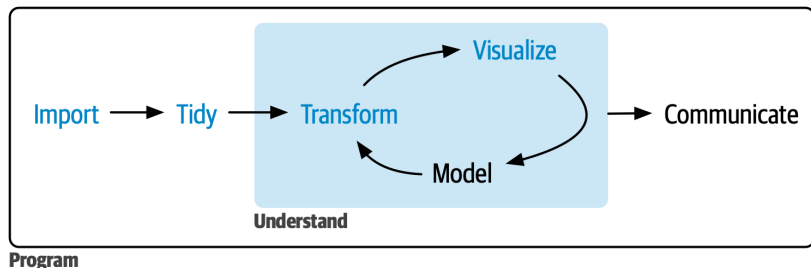 Visualize
Import Tidy Transform Communicate
Model
Understand
Program